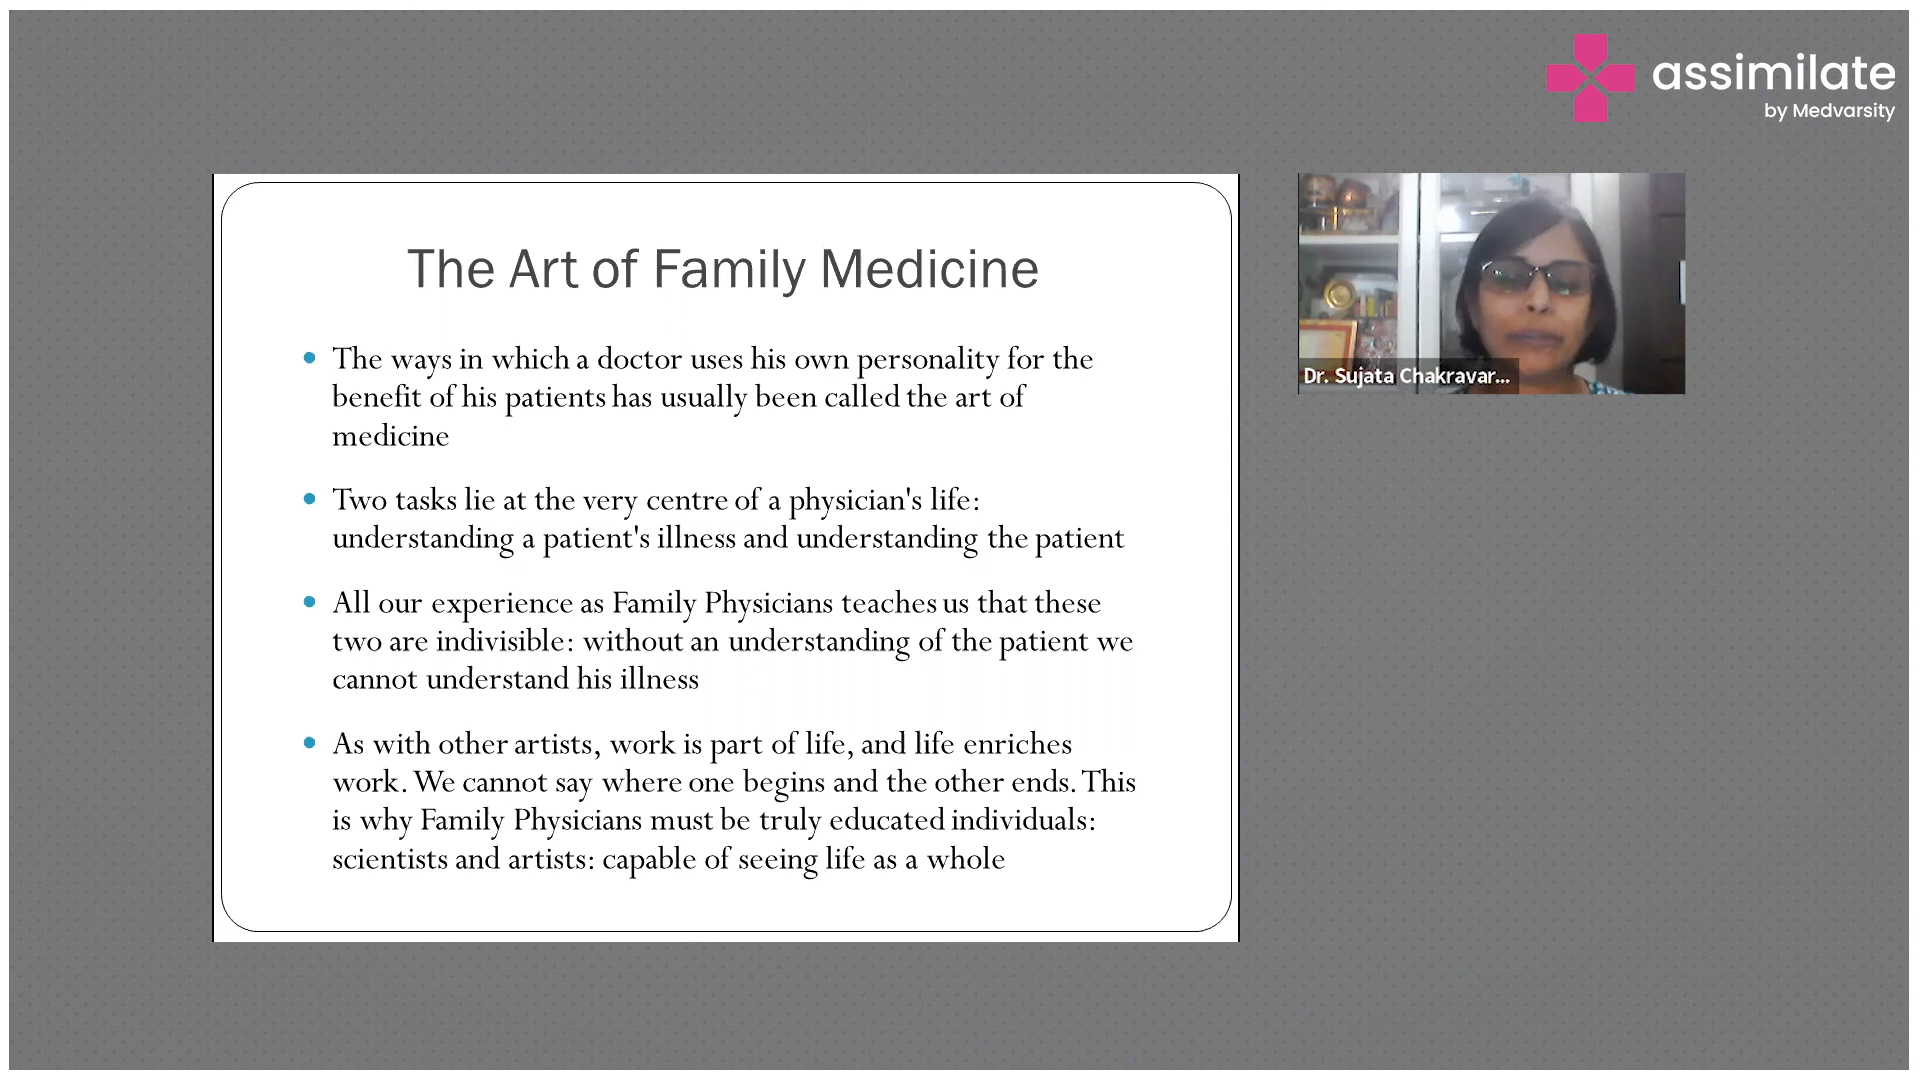 assimilate
by Medvarsity
The Art of Family Medicine
The ways in which a doctor uses his own personality for the
benefit of his patients has usually been called the art of
medicine
Two tasks lie at the very centre of a physician's life:
understanding a patient's illness and understanding the patient
All our experience as Family Physicians teaches us that these
two are indivisible: without an understanding of the patient we
cannot understand his illness
As with other artists, work is part of life, and life enriches
work. We cannot say where one begins and the other ends. This
is why Family Physicians must be truly educated individuals:
scientists and artists: capable of seeing life as a whole
Dr. Sujata Chakravar...